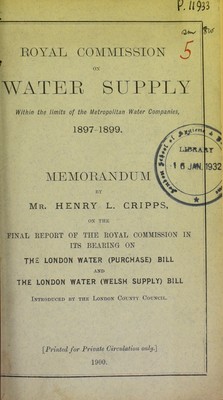 P. 11933
5
ROYAL COMMISSION
ON
WATER SUPPLY
Within the limits of the Metropolitan Water Companies,
1897-1899.
LIBRARY
16 JAN. 1932
MEMORANDUM
BY
MR. HENRY L. CRIPPS,
ON THE
FINAL REPORT OF THE ROYAL COMMISSION IN
ITS BEARING ON
THE LONDON WATER (PURCHASE) BILL
AND
THE LONDON WATER (WELSH SUPPLY) BILL
INTRODUCED BY THE LONDON COUNTY COUNCIL.
[Printed for Private Circulation only.]
1900.